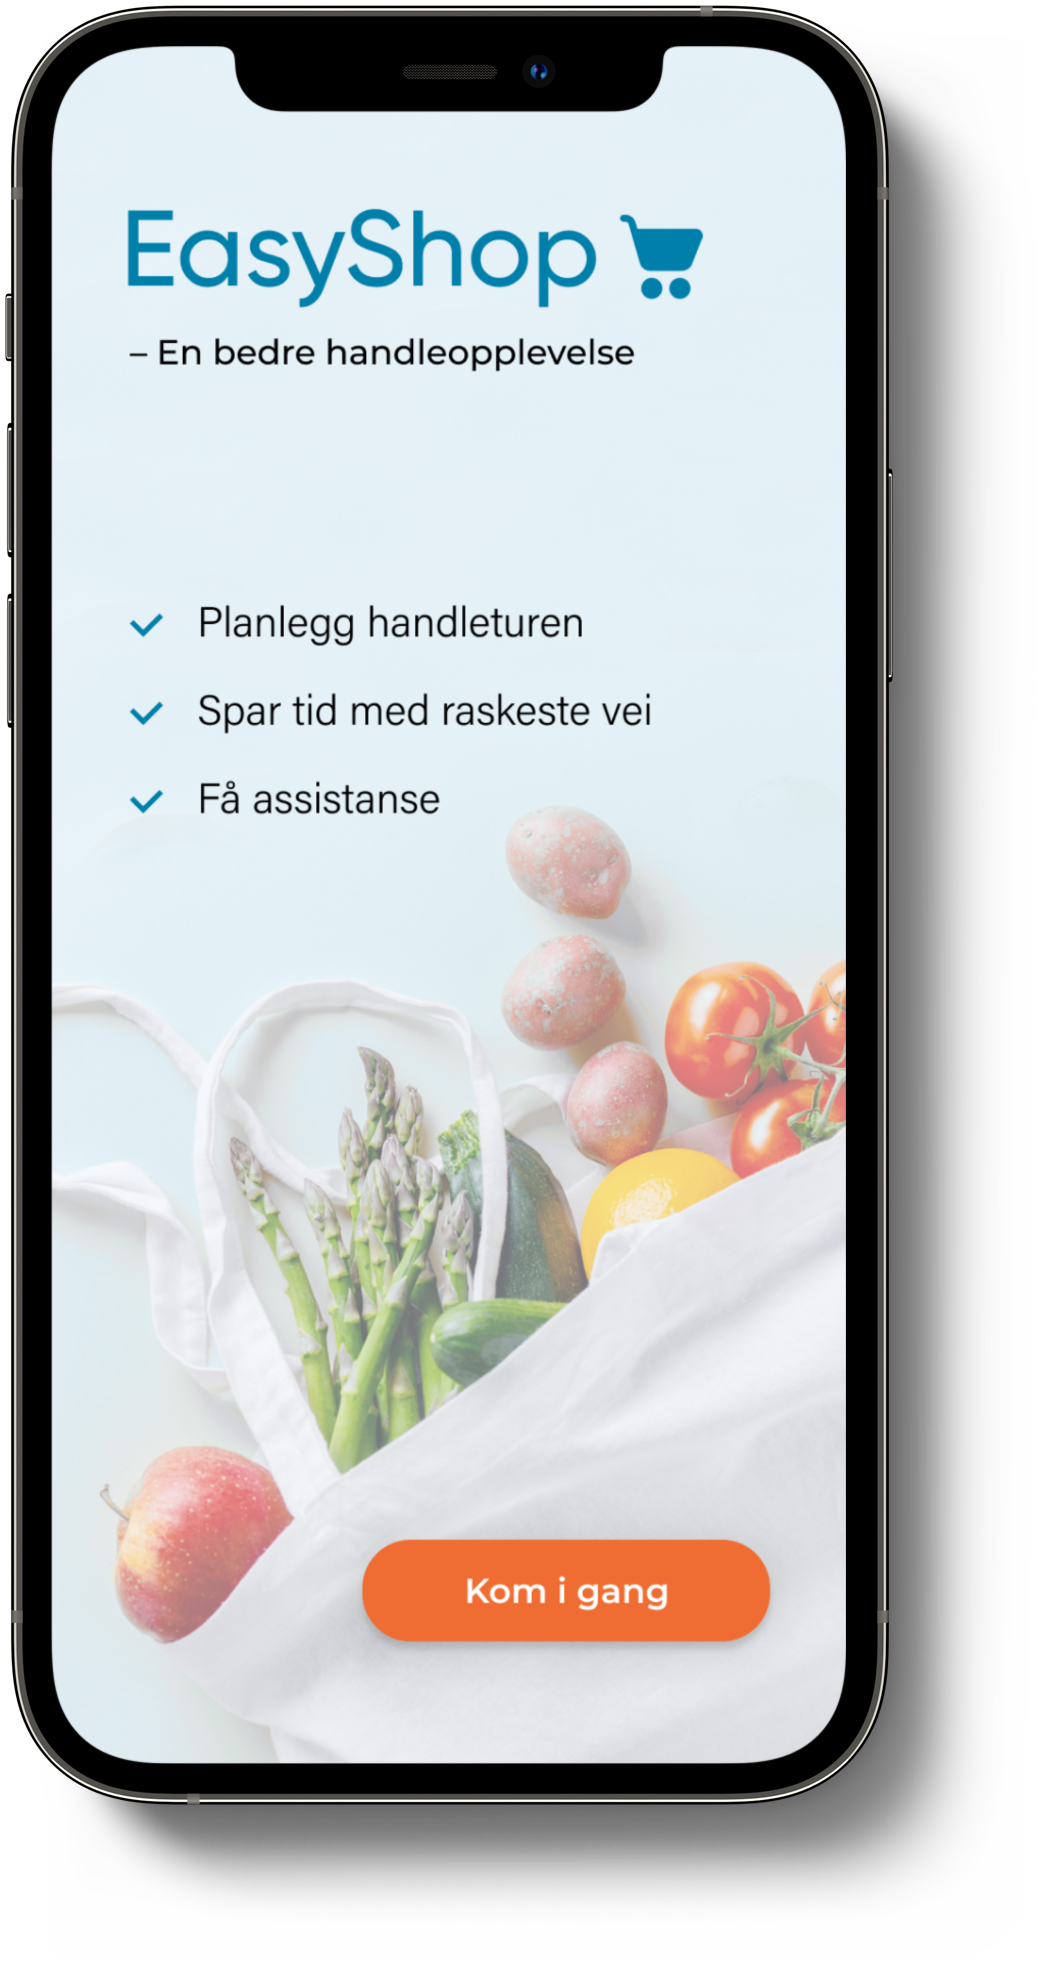 EasyShop
– En bedre handleopplevelse
Planlegg handleturen
Spar tid med raskeste vei
Få assistanse
Kom i gang